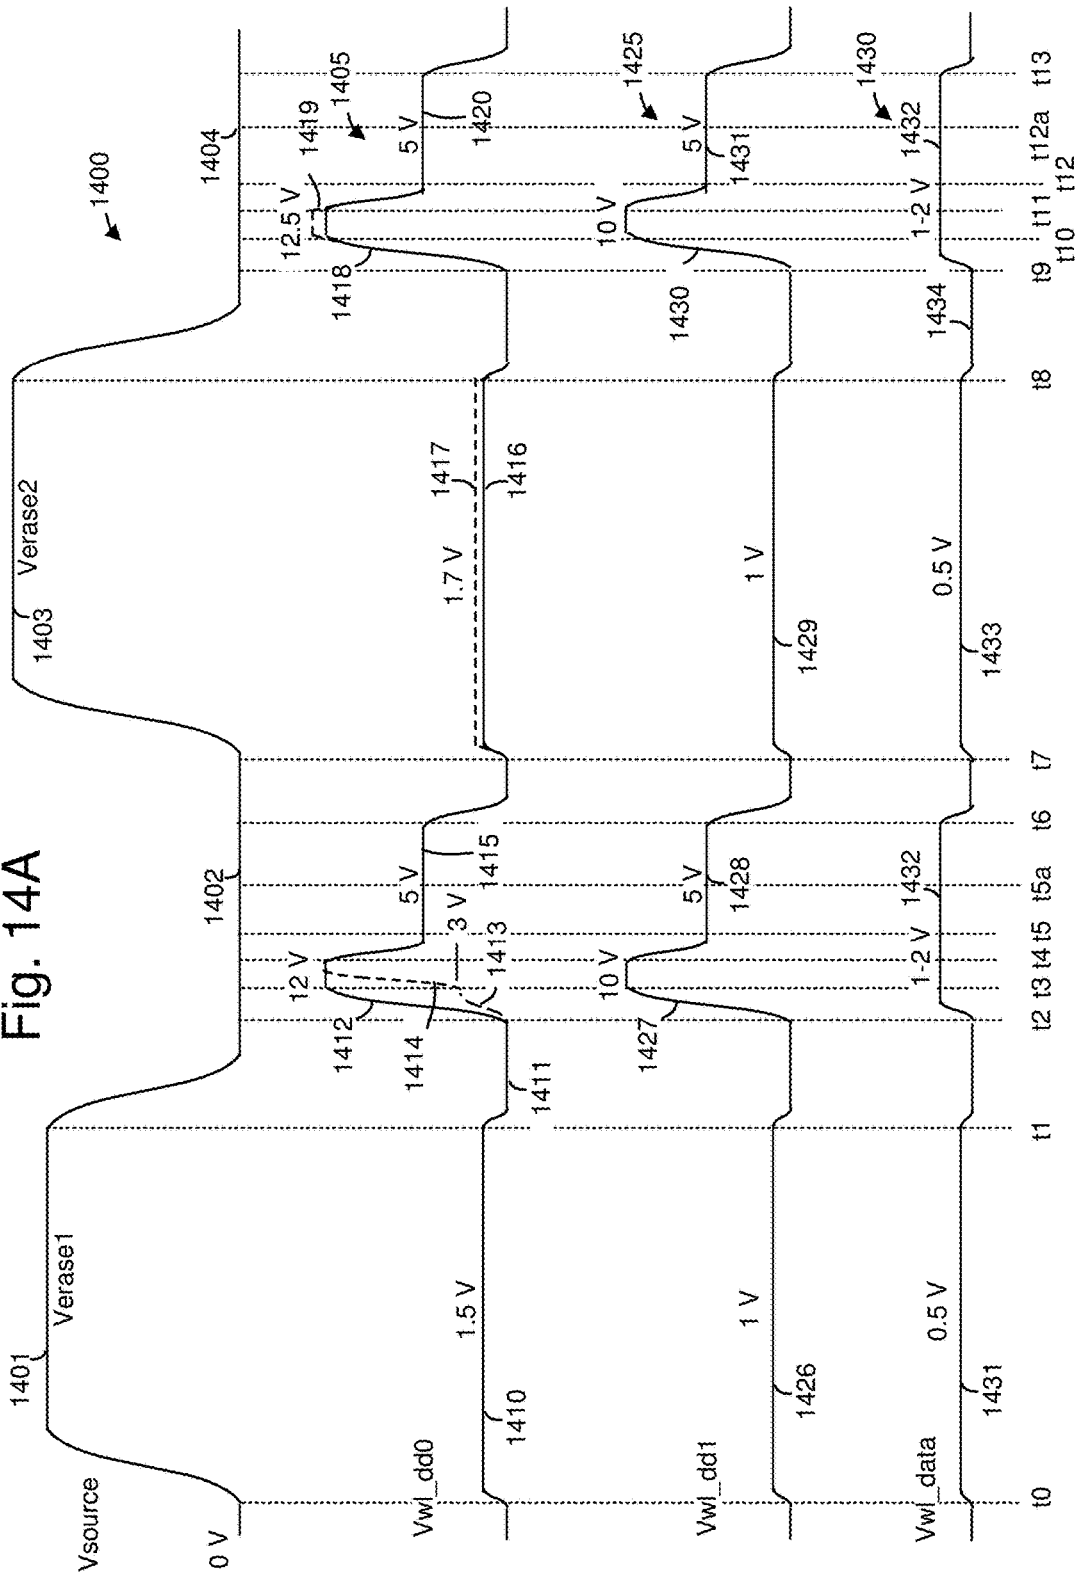 Fig. 14A
1400
Vsource
0 V
1401
Verase1
1402
1403
Verase2
1404
Vwl_dd0
1410
1.5 V
1411
1412
1414
12 V
3 V
1413
5 V
1415
1.7 V
1417
1416
1418
12.5 V
1419
5 V
1405
1420
Vwl_dd1
1426
1 V
1427
10 V
5 V
1428
1 V
1429
1430
10 V
5 V
1431
1425
Vwl_data
1431
0.5 V
1-2 V
1432
0.5 V
1433
1434
1-2 V
1432
1430
t0
t1
t2
t3
t4
t5
t5a
t6
t7
t8
t9
t10
t11
t12
t12a
t13